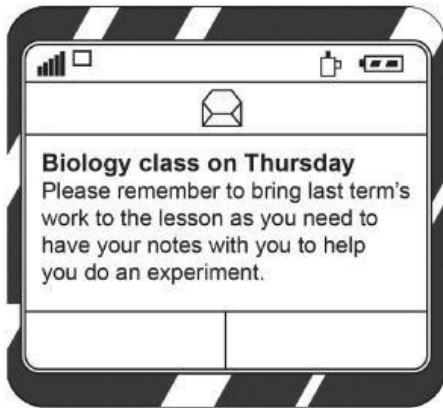 Biology class on Thursday
Please remember to bring last term's
work to the lesson as you need to
have your notes with you to help
you do an experiment.